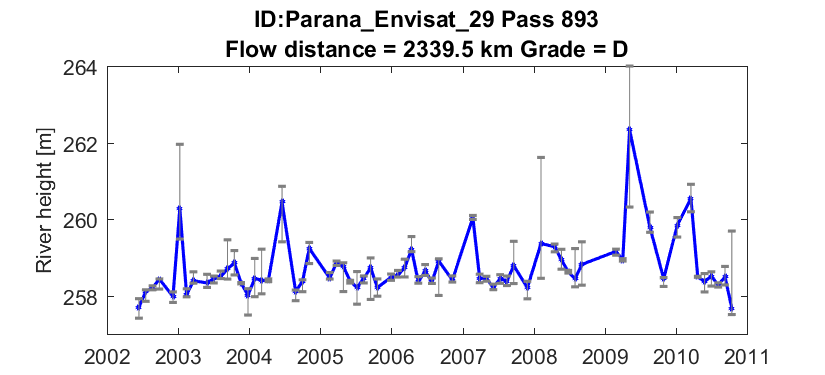 ID:Parana_Envisat_29 Pass 893
Flow distance = 2339.5 km Grade = D
River height [m]
264
262
260
258
2002 2003 2004 2005 2006 2007 2008 2009 2010 2011